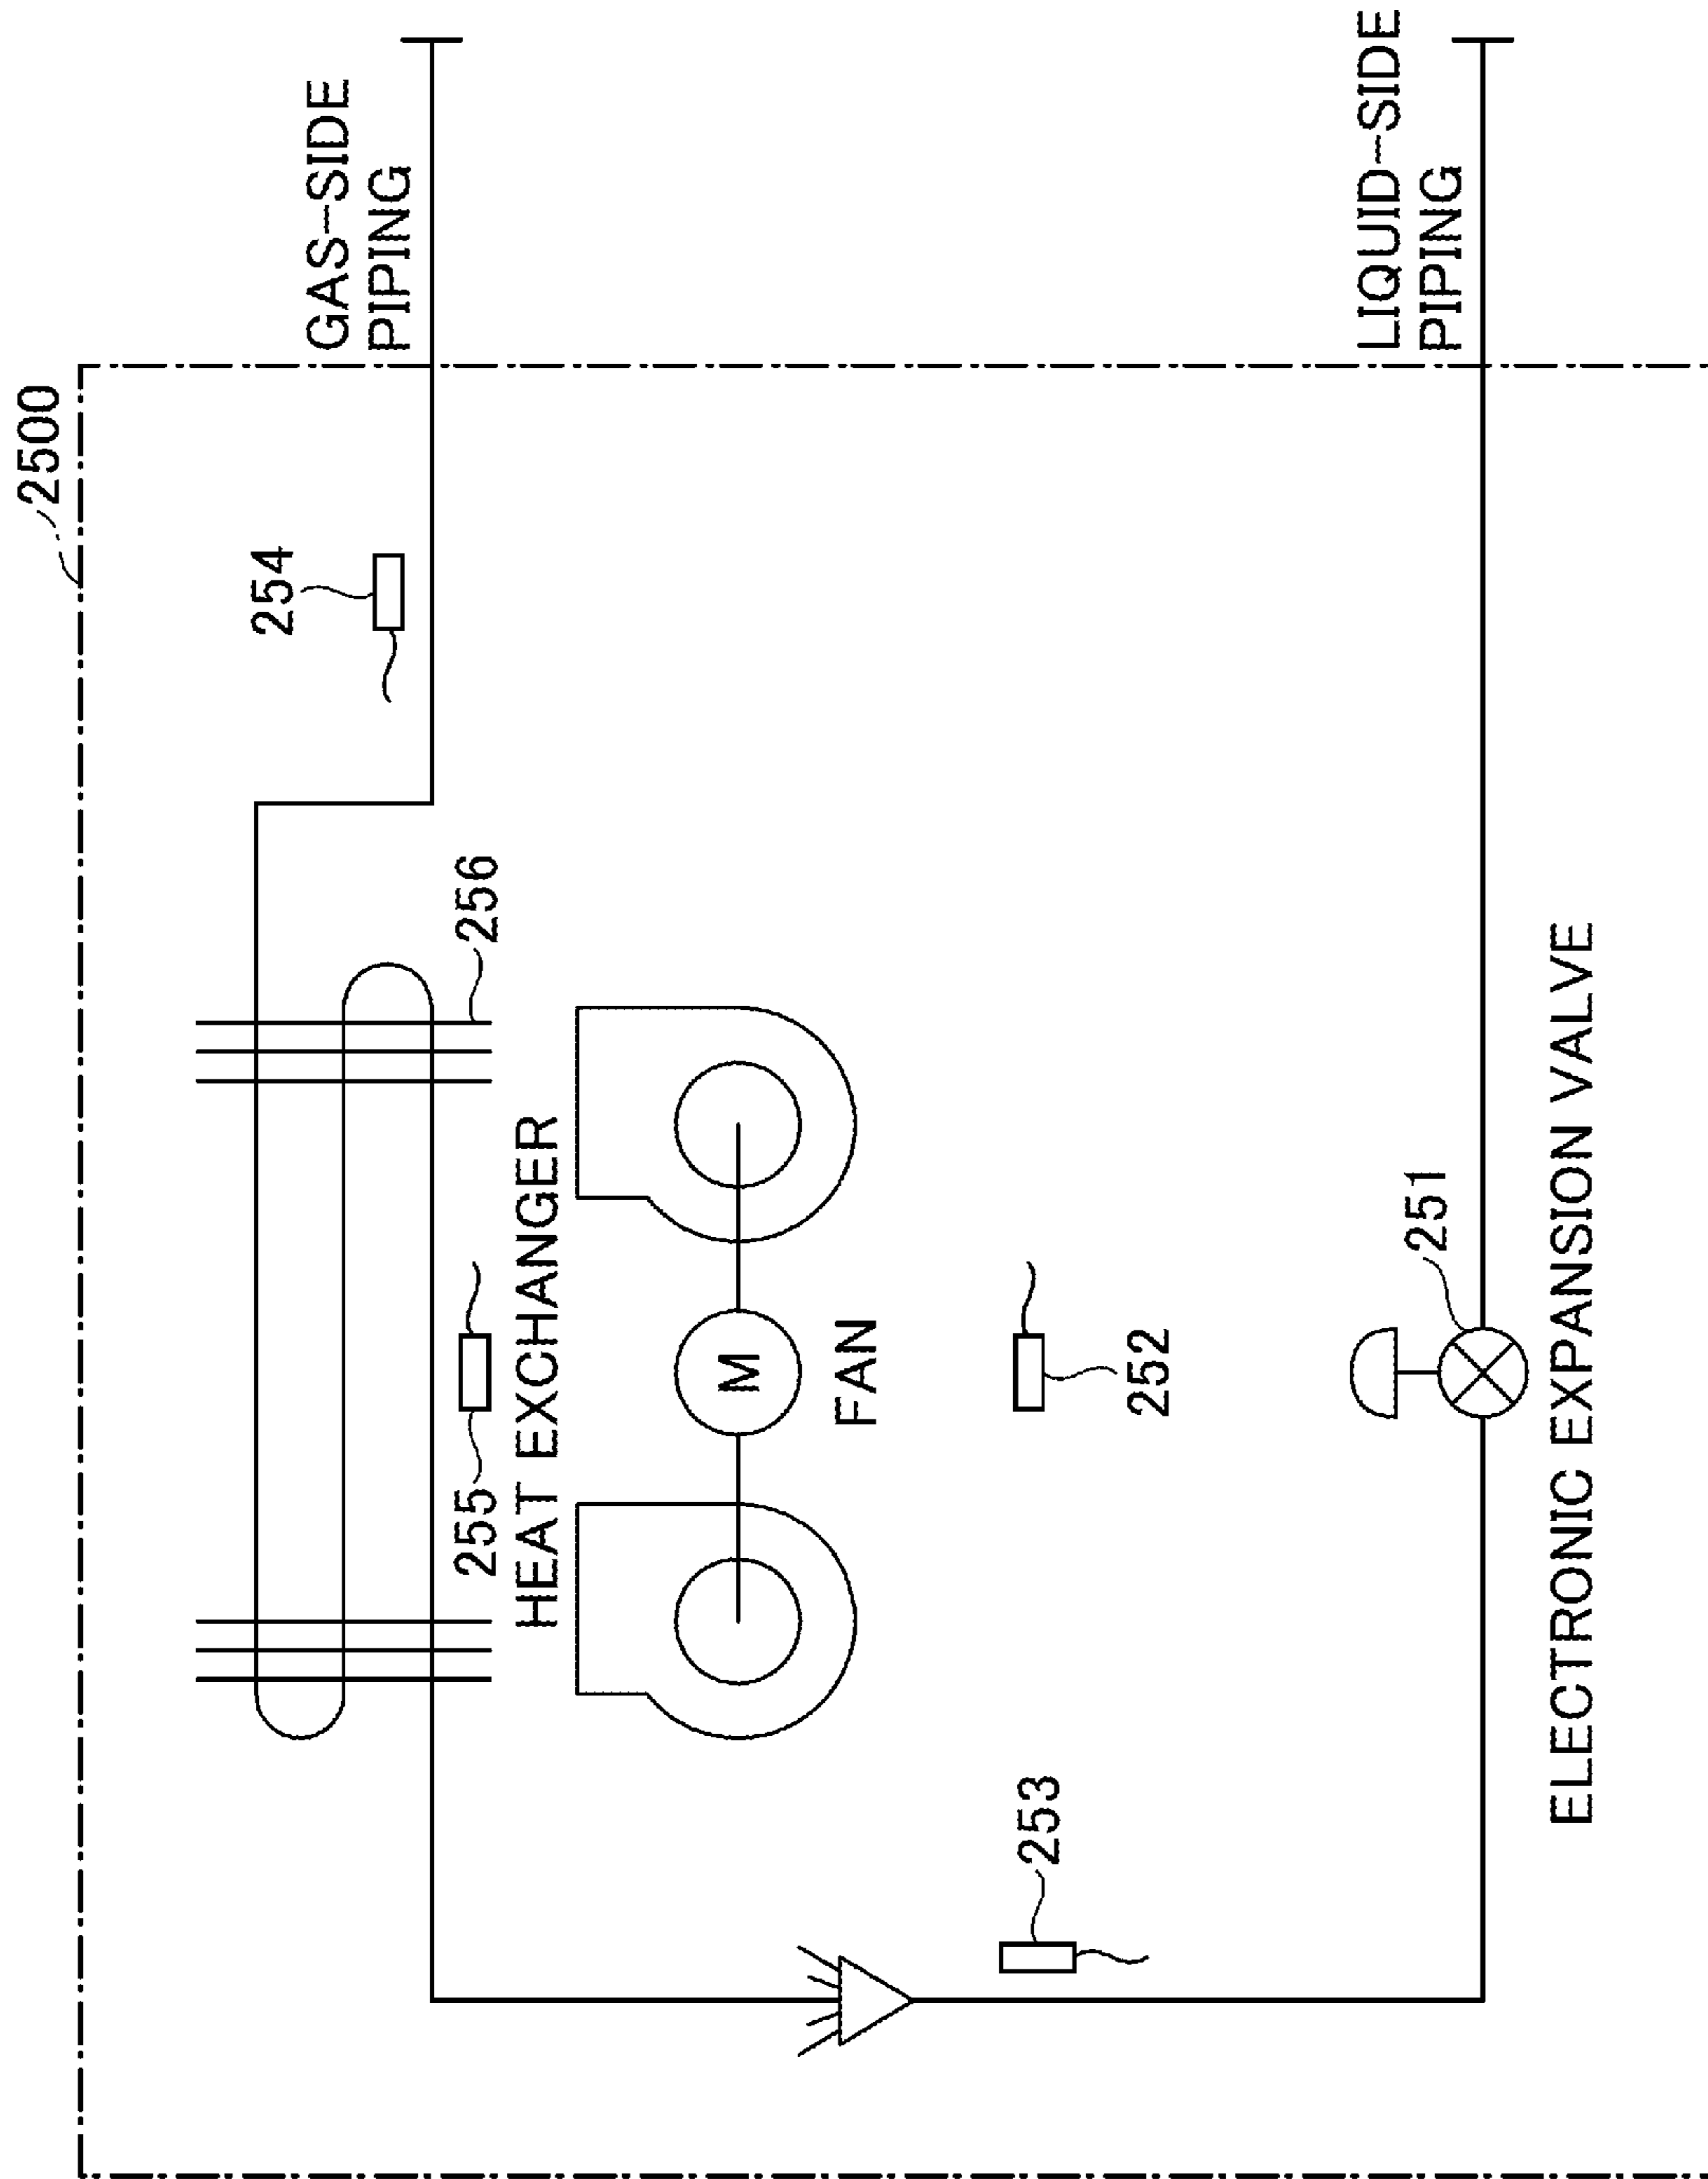 2500
GAS-SIDE
PIPING
254
256
255
HEAT EXCHANGER
M
FAN
252
253
LIQUID-SIDE
PIPING
251
ELECTRONIC EXPANSION VALVE